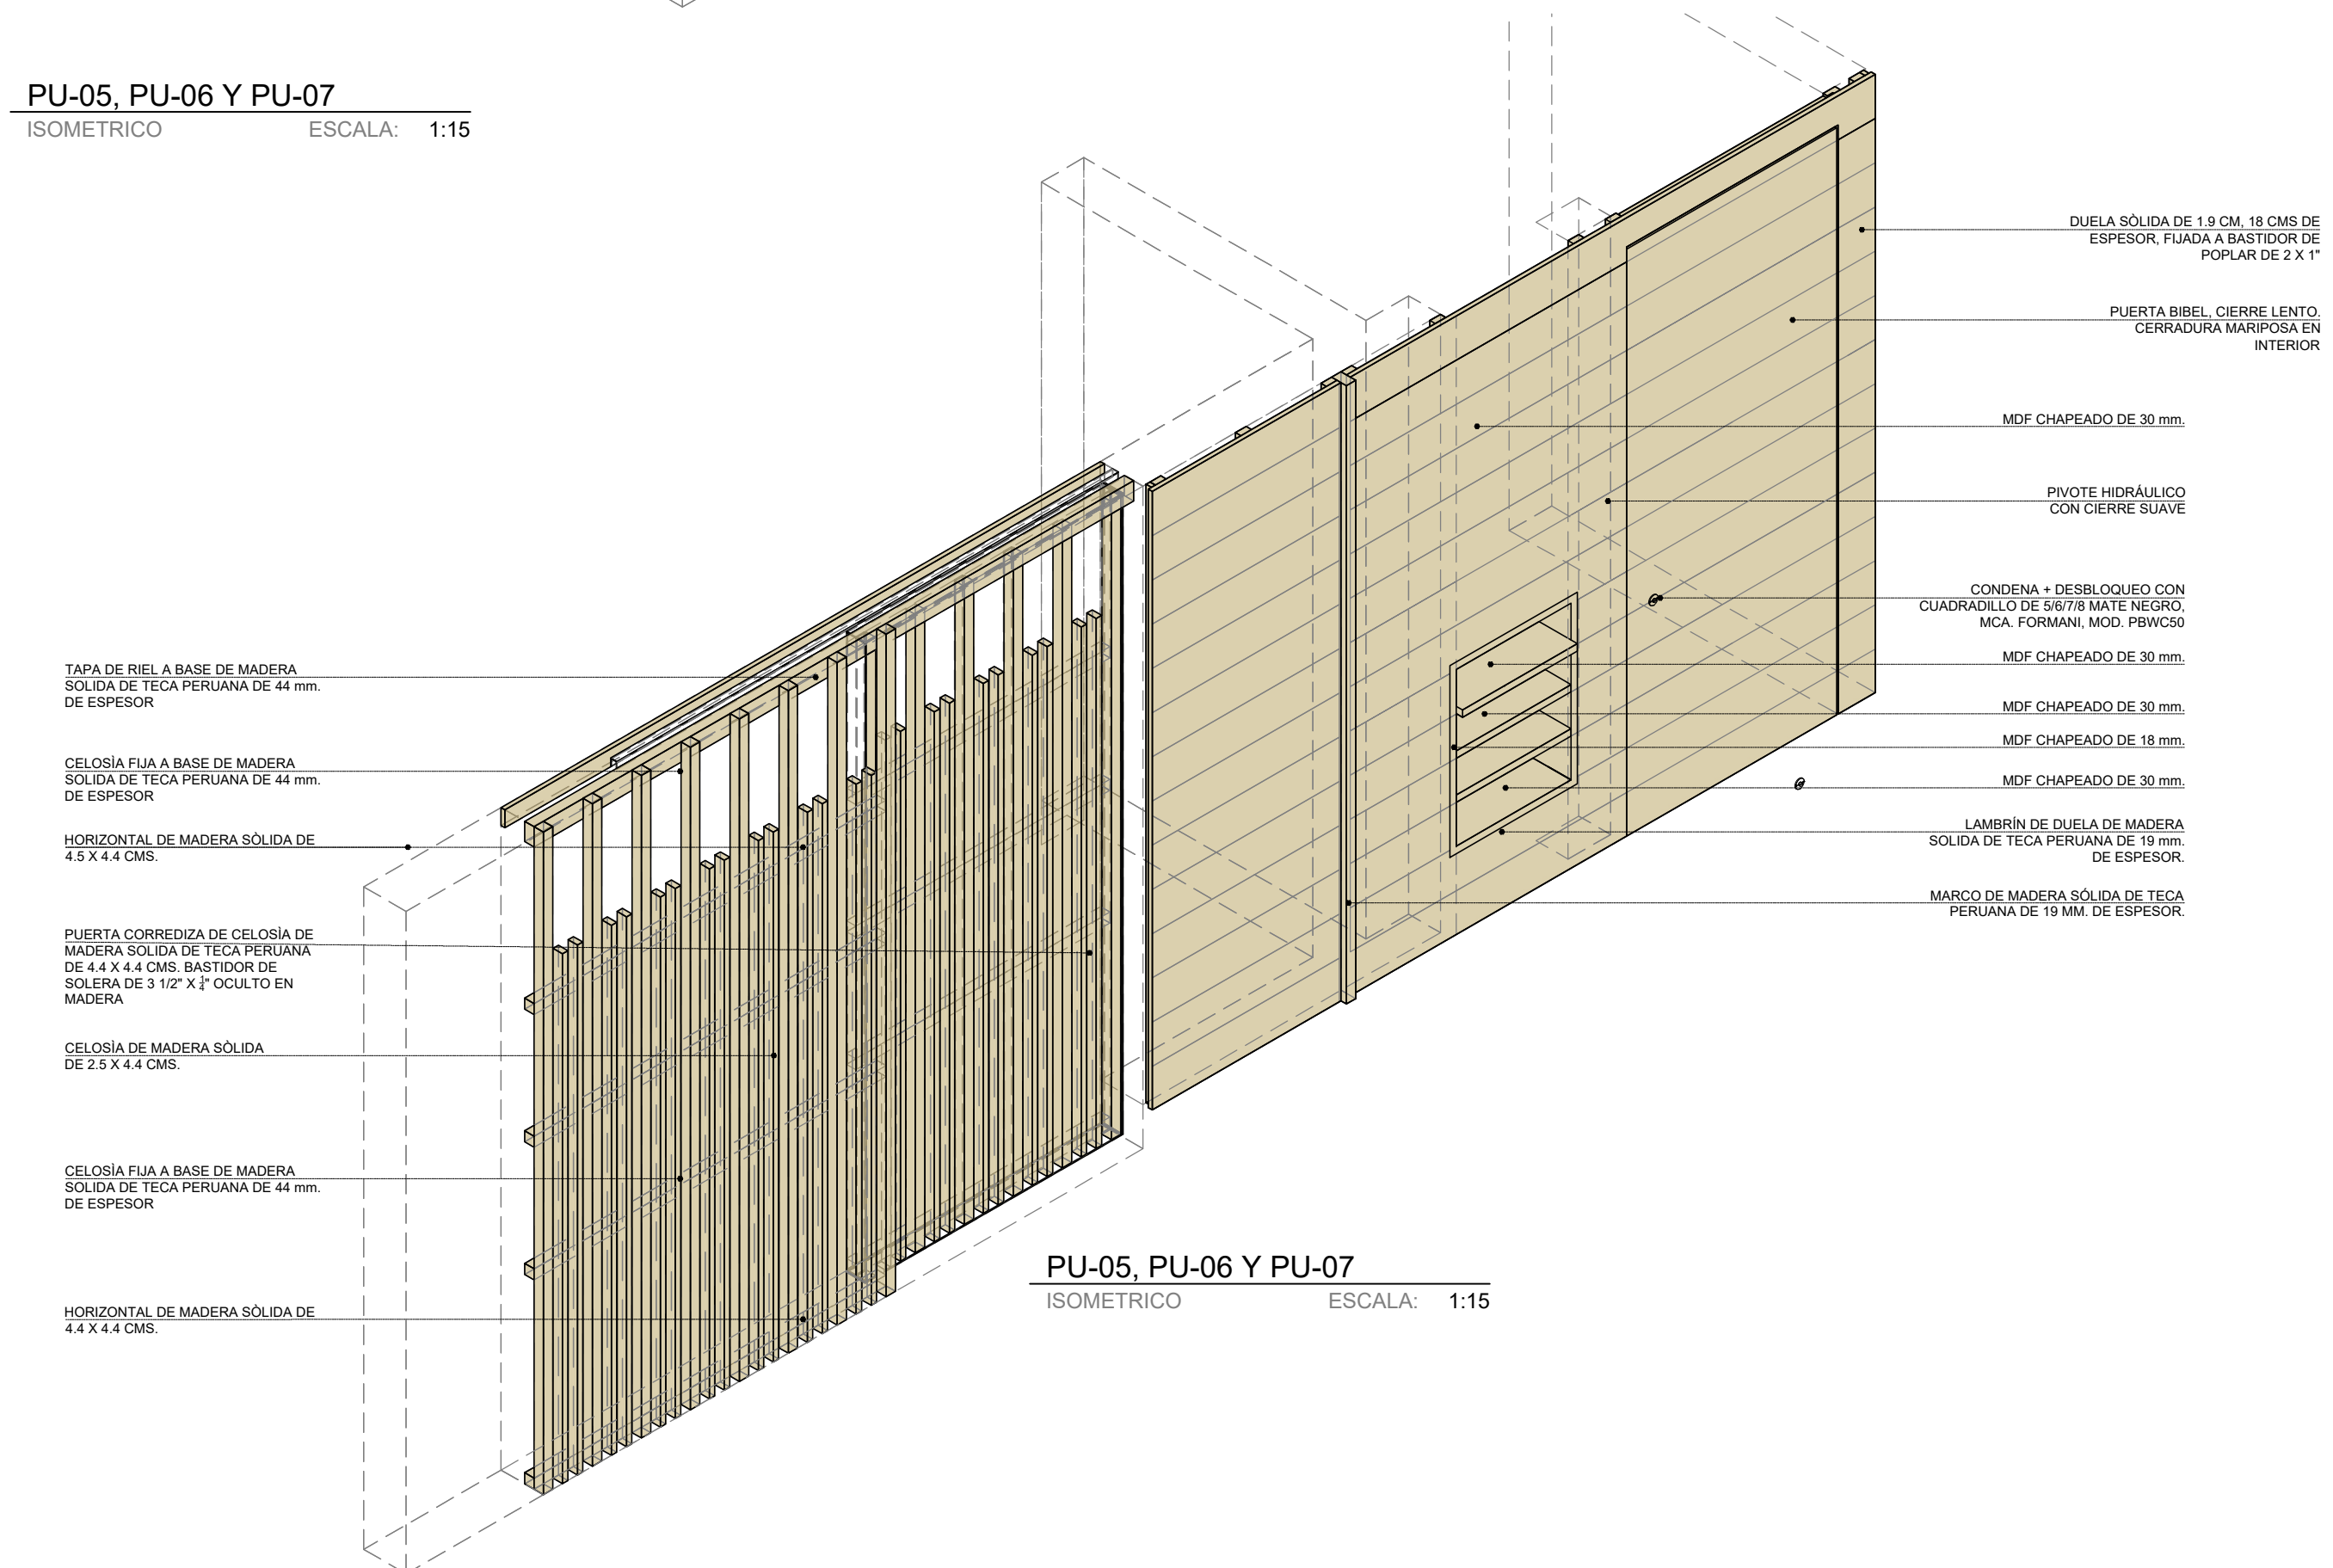 PU-05, PU-06 Y PU-07
ISOMETRICO ESCALA: 1:15
DUELA SÒLIDA DE 1.9 CM, 18 CMS DE
ESPESOR, FIJADA A BASTIDOR DE
POPLAR DE 2 X 1"
PUERTA BIBEL, CIERRE LENTO.
CERRADURA MARIPOSA EN
INTERIOR
MDF CHAPEADO DE 30 mm.
PIVOTE HIDRÁULICO
CON CIERRE SUAVE
CONDENA + DESBLOQUEO CON
CUADRADILLO DE 5/6/7/8 MATE NEGRO,
MCA. FORMANI, MOD. PBWC50
MDF CHAPEADO DE 30 mm.
MDF CHAPEADO DE 30 mm.
MDF CHAPEADO DE 18 mm.
MDF CHAPEADO DE 30 mm.
LAMBRÍN DE DUELA DE MADERA
SOLIDA DE TECA PERUANA DE 19 mm.
DE ESPESOR.
MARCO DE MADERA SÓLIDA DE TECA
PERUANA DE 19 MM. DE ESPESOR.
TAPA DE RIEL A BASE DE MADERA
SOLIDA DE TECA PERUANA DE 44 mm.
DE ESPESOR
CELOSÌA FIJA A BASE DE MADERA
SOLIDA DE TECA PERUANA DE 44 mm.
DE ESPESOR
HORIZONTAL DE MADERA SÒLIDA DE
4.5 X 4.4 CMS.
PUERTA CORREDIZA DE CELOSÌA DE
MADERA SOLIDA DE TECA PERUANA
DE 4.4 X 4.4 CMS. BASTIDOR DE
SOLERA DE 3 1/2" X ¼" OCULTO EN
MADERA
CELOSÌA DE MADERA SÒLIDA
DE 2.5 X 4.4 CMS.
CELOSÌA FIJA A BASE DE MADERA
SOLIDA DE TECA PERUANA DE 44 mm.
DE ESPESOR
HORIZONTAL DE MADERA SÒLIDA DE
4.4 X 4.4 CMS.
PU-05, PU-06 Y PU-07
ISOMETRICO ESCALA: 1:15